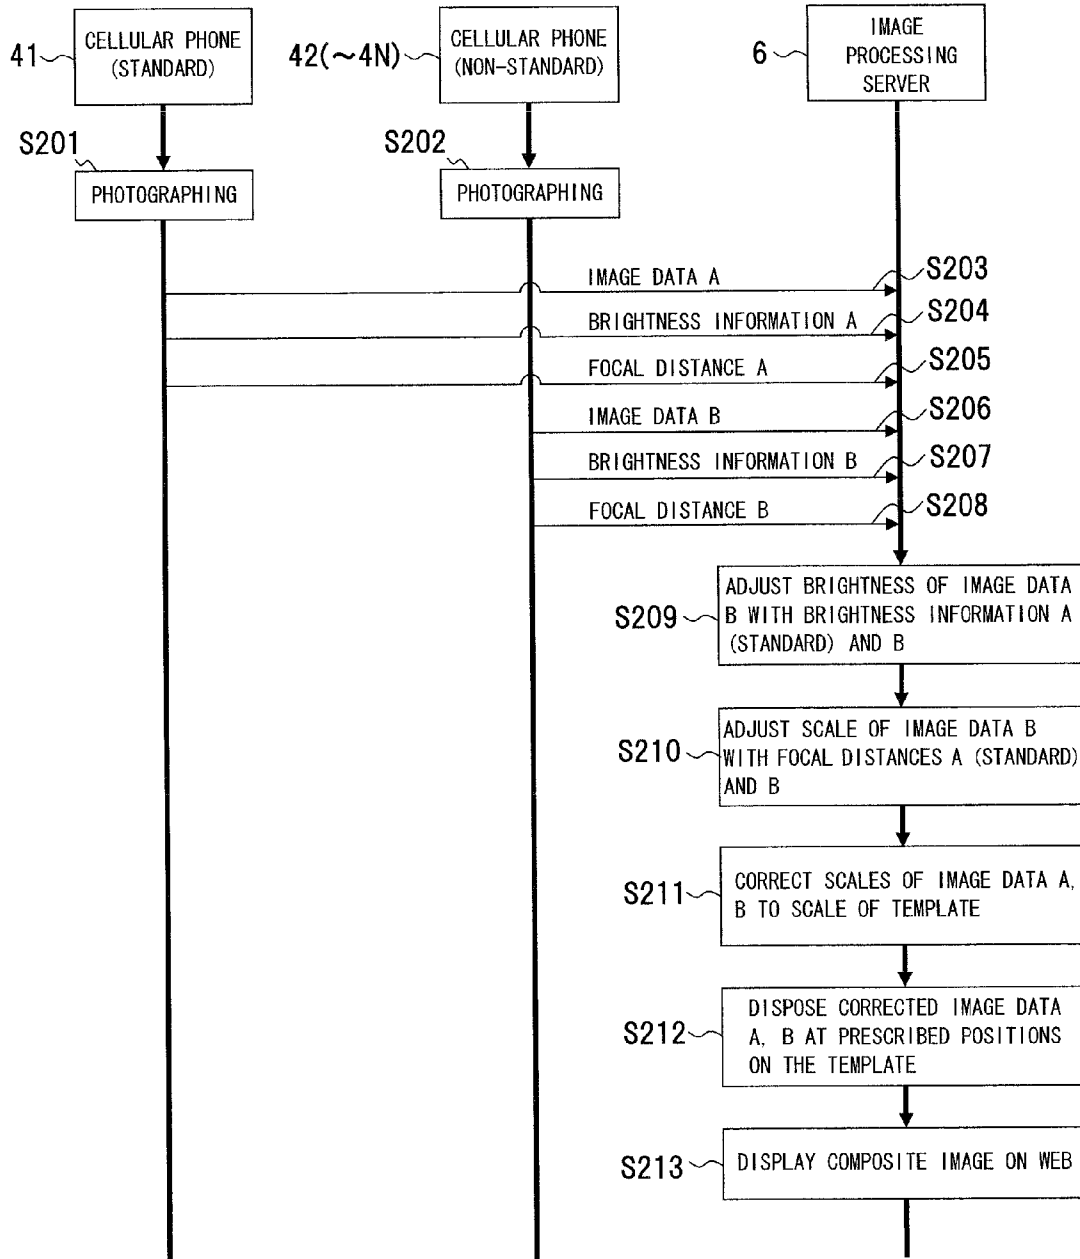 41
CELLULAR PHONE
(STANDARD)
42(~4N)
CELLULAR PHONE
(NON-STANDARD)
6
IMAGE
PROCESSING
SERVER
S201
PHOTOGRAPHING
S202
PHOTOGRAPHING
IMAGE DATA A
S203
BRIGHTNESS INFORMATION A
S204
FOCAL DISTANCE A
S205
IMAGE DATA B
S206
BRIGHTNESS INFORMATION B
S207
FOCAL DISTANCE B
S208
S209
ADJUST BRIGHTNESS OF IMAGE DATA
B WITH BRIGHTNESS INFORMATION A
(STANDARD) AND B
S210
ADJUST SCALE OF IMAGE DATA B
WITH FOCAL DISTANCES A (STANDARD)
AND B
S211
CORRECT SCALES OF IMAGE DATA A,
B TO SCALE OF TEMPLATE
S212
DISPOSE CORRECTED IMAGE DATA
A, B AT PRESCRIBED POSITIONS
ON THE TEMPLATE
S213
DISPLAY COMPOSITE IMAGE ON WEB